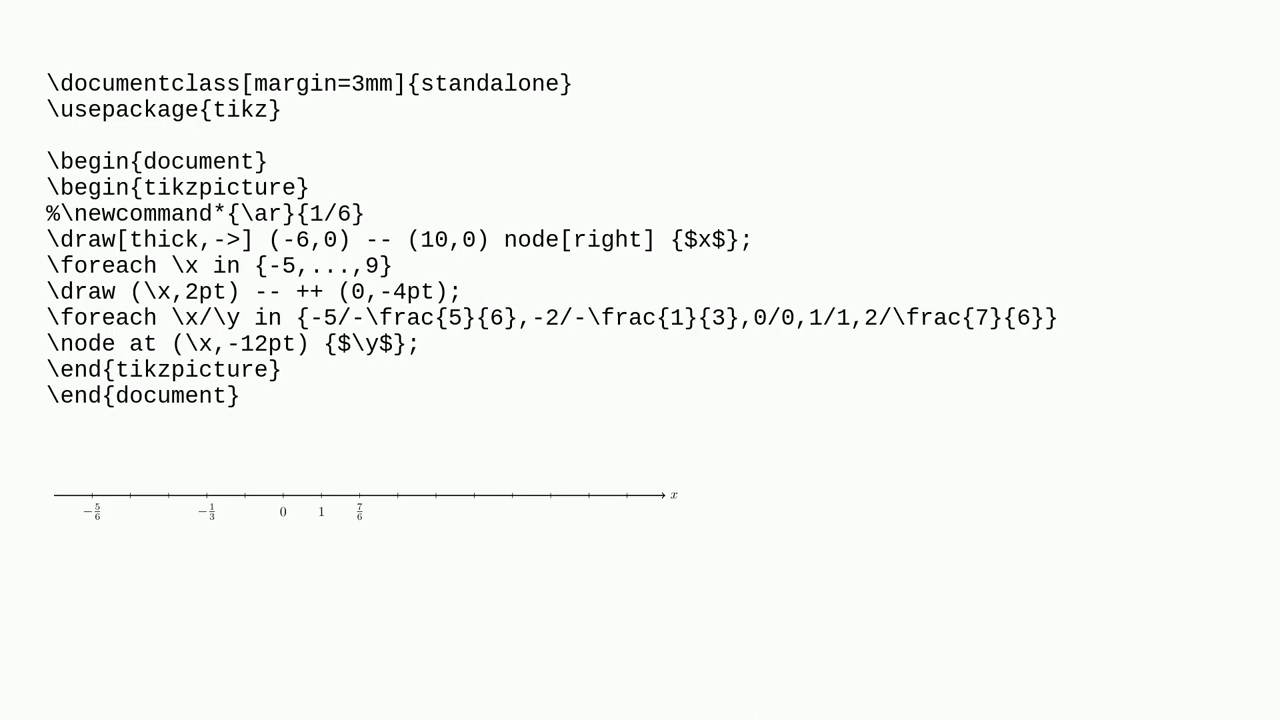 \documentclass[margin=3mm]{standalone}
\usepackage{tikz}
\begin{document}
\begin{tikzpicture}
%\newcommand*{\ar}{1/6}
\draw[thick,->] (-6,0) -- (10,0) node[right] {$x$};
\foreach \x in {-5,...,9}
\draw (\x,2pt) -- ++ (0,-4pt);
\foreach \x/\y in {-5/-\frac{5}{6},-2/-\frac{1}{3},0/0,1/1,2/\frac{7}{6}}
\node at (\x,-12pt) {$\y$};
\end{tikzpicture}
\end{document}
x
−5/6 −1/3 0 1 7/6